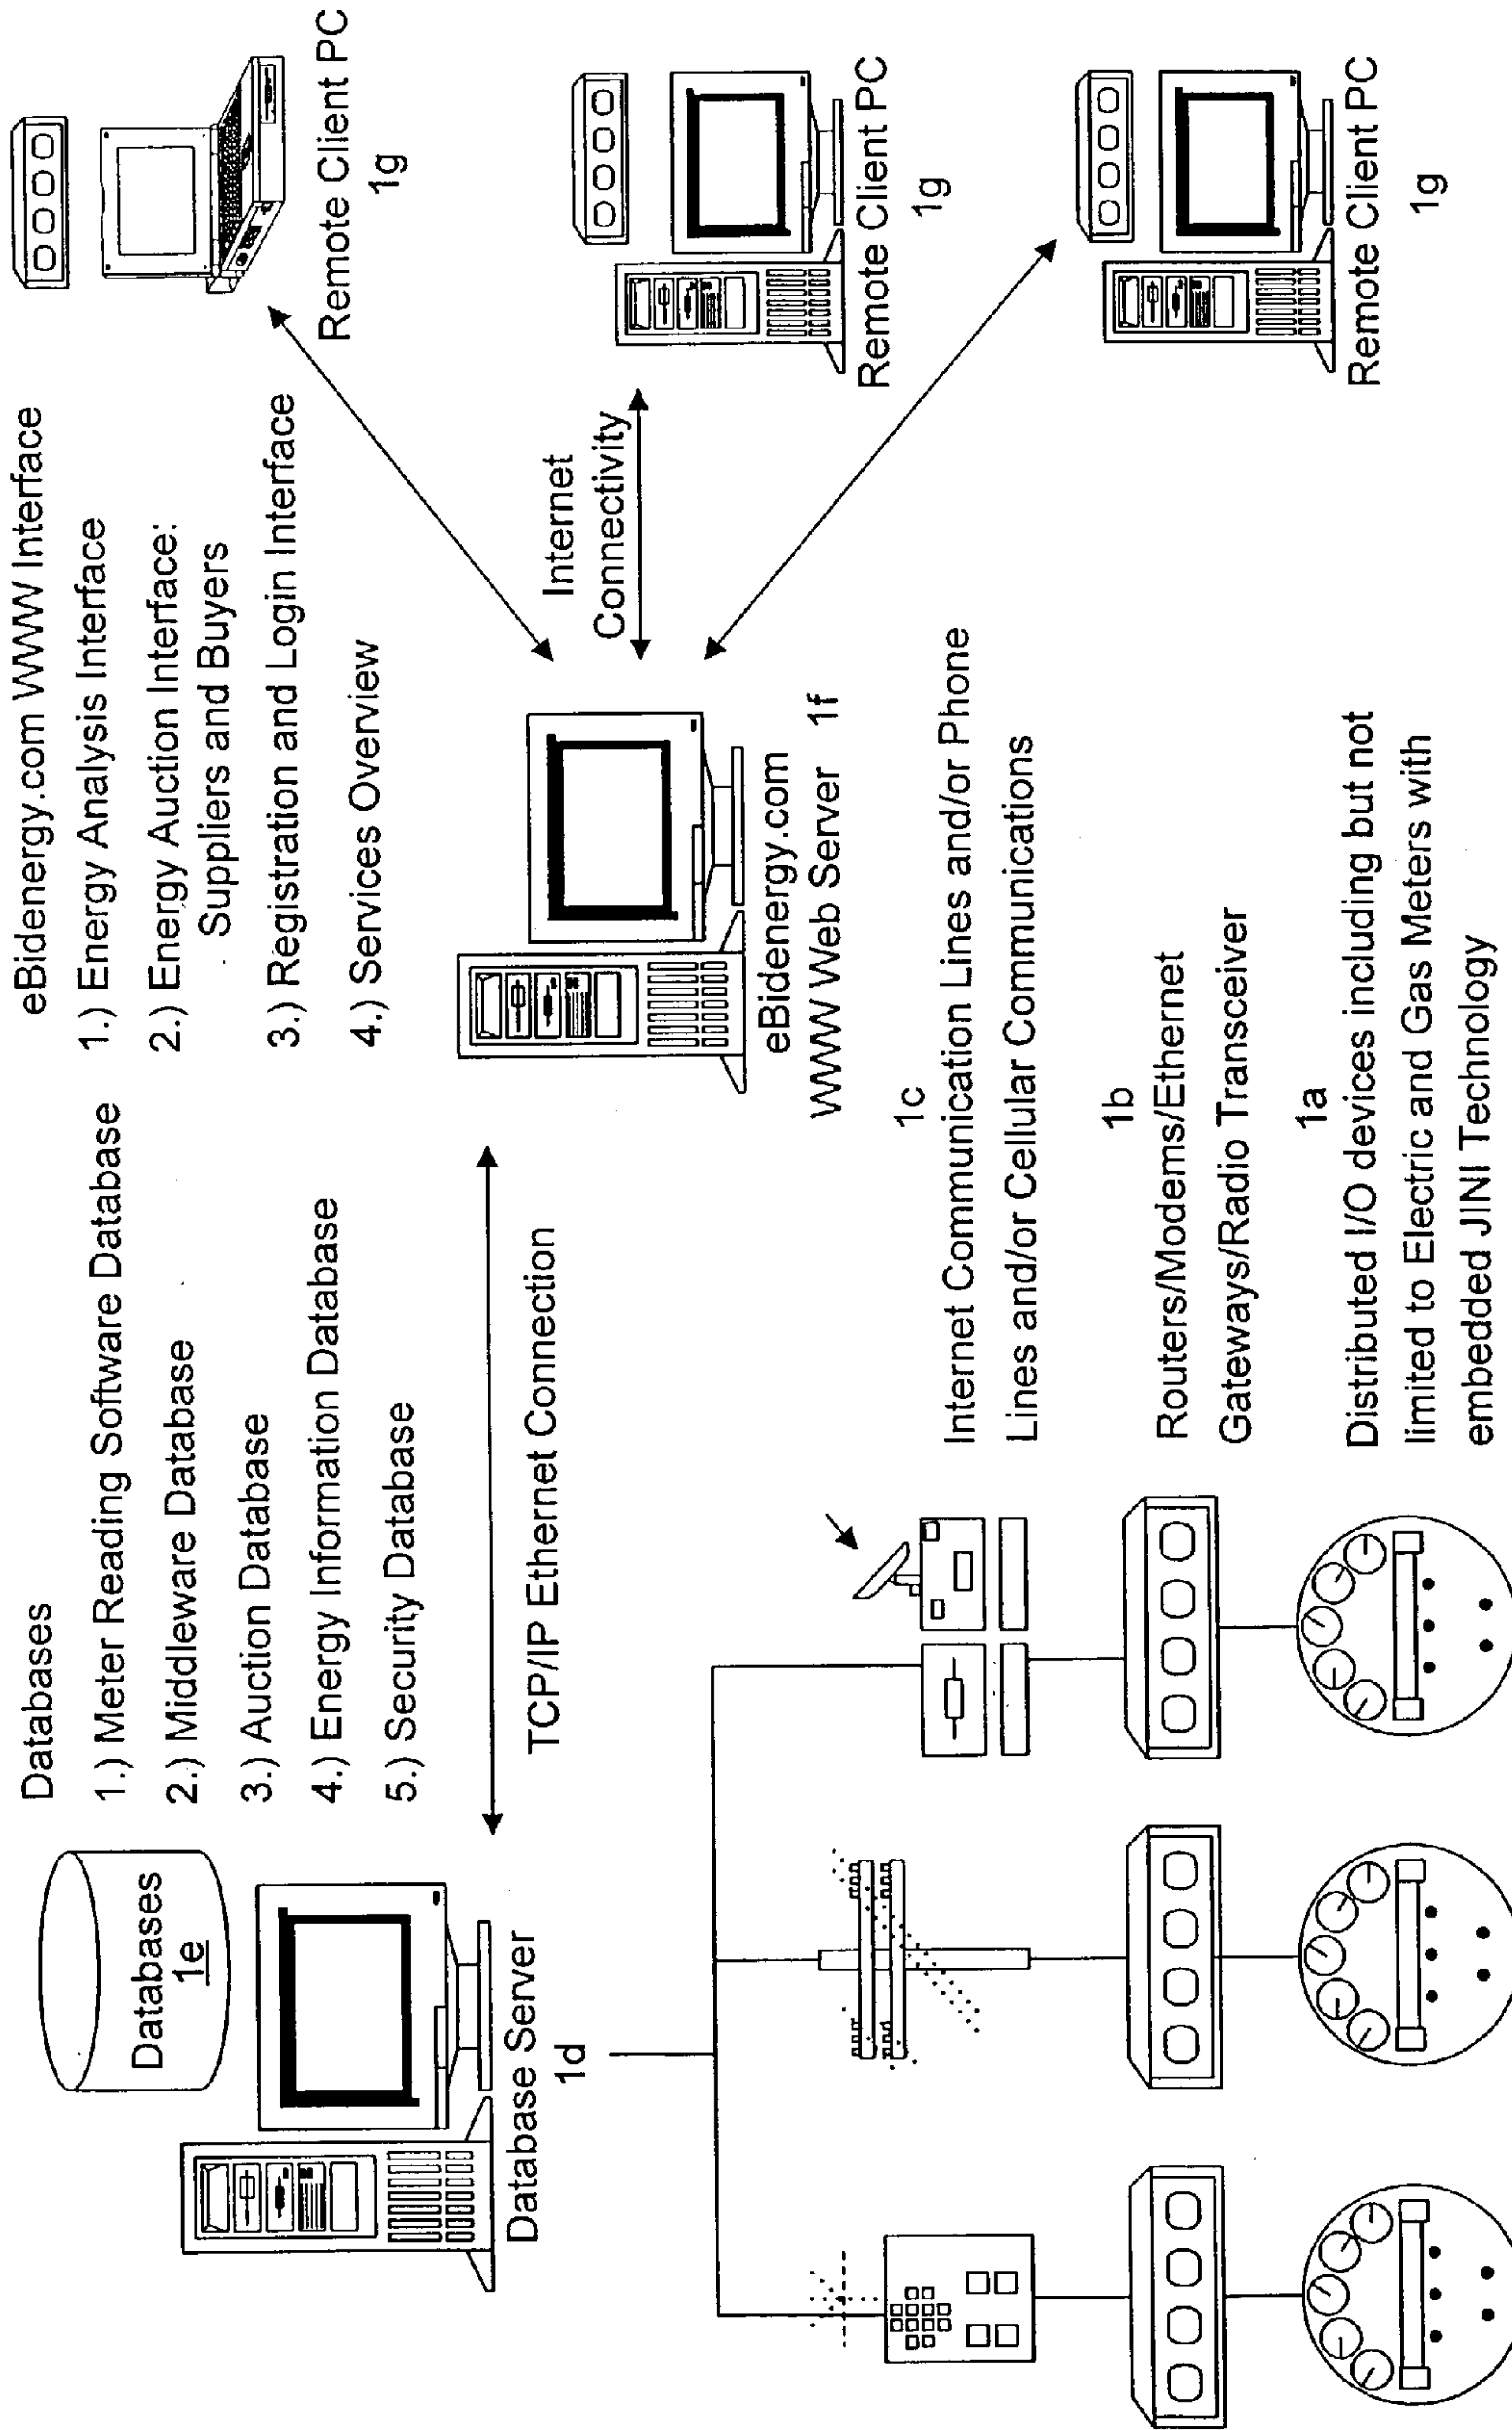 Databases
1e
Database Server
1d
Databases
1.) Meter Reading Software Database
2.) Middleware Database
3.) Auction Database
4.) Energy Information Database
5.) Security Database
TCP/IP Ethernet Connection
eBidenergy.com WWW Interface
1.) Energy Analysis Interface
2.) Energy Auction Interface:
Suppliers and Buyers
3.) Registration and Login Interface
4.) Services Overview
eBidenergy.com
WWW Web Server 1f
Internet
Connectivity
Remote Client PC
1g
Remote Client PC
1g
Remote Client PC
1g
1c
Internet Communication Lines and/or Phone
Lines and/or Cellular Communications
1b
Routers/Modems/Ethernet
Gateways/Radio Transceiver
1a
Distributed I/O devices including but not
limited to Electric and Gas Meters with
embedded JINI Technology